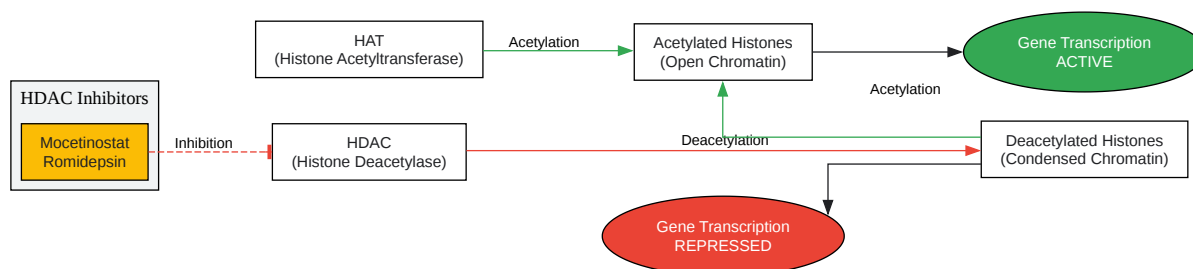 HAT
(Histone Acetyltransferase)
Acetylation
Acetylated Histones
(Open Chromatin)
Gene Transcription
ACTIVE
Acetylation
HDAC Inhibitors
Mocetinostat
Romidepsin
Inhibition
HDAC
(Histone Deacetylase)
Deacetylation
Deacetylated Histones
(Condensed Chromatin)
Gene Transcription
REPRESSED